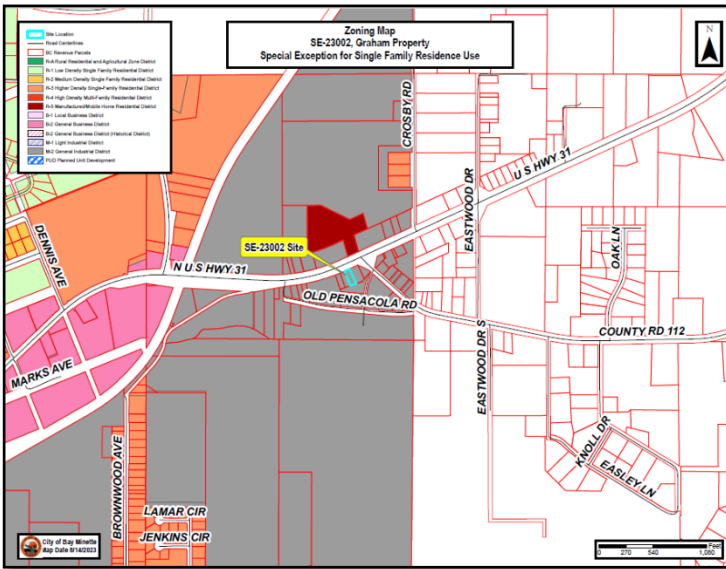 Zoning Map
SE-23002, Graham Property
Special Exception for Single Family Residence Use
N
Site Location
Road Centerlines
BC Revenue Parcels
R-A Rural Residential and Agricultural Zone District
R-1 Low Density Single Family Residential District
R-2 Medium Density Single Family Residential District
R-3 Higher Density Single-Family Residential District
R-4 High Density Multi-Family Residential District
R-5 Manufactured/Mobile Home Residential District
B-1 Local Business District
B-2 General Business District
B-2 General Business District (Historical District)
M-1 Light Industrial District
M-2 General Industrial District
PUD Planned Unit Development
CROSBY RD
U S HWY 31
EASTWOOD DR
OAK LN
DENNIS AVE
SE-23002 Site
N U S HWY 31
OLD PENSACOLA RD
COUNTY RD 112
EASTWOOD DR S
MARKS AVE
BROWNWOOD AVE
KNOLL DR
EASLEY LN
LAMAR CIR
JENKINS CIR
City of Bay Minette
Map Date 8/14/2023
Feet
0 270 540 1,080